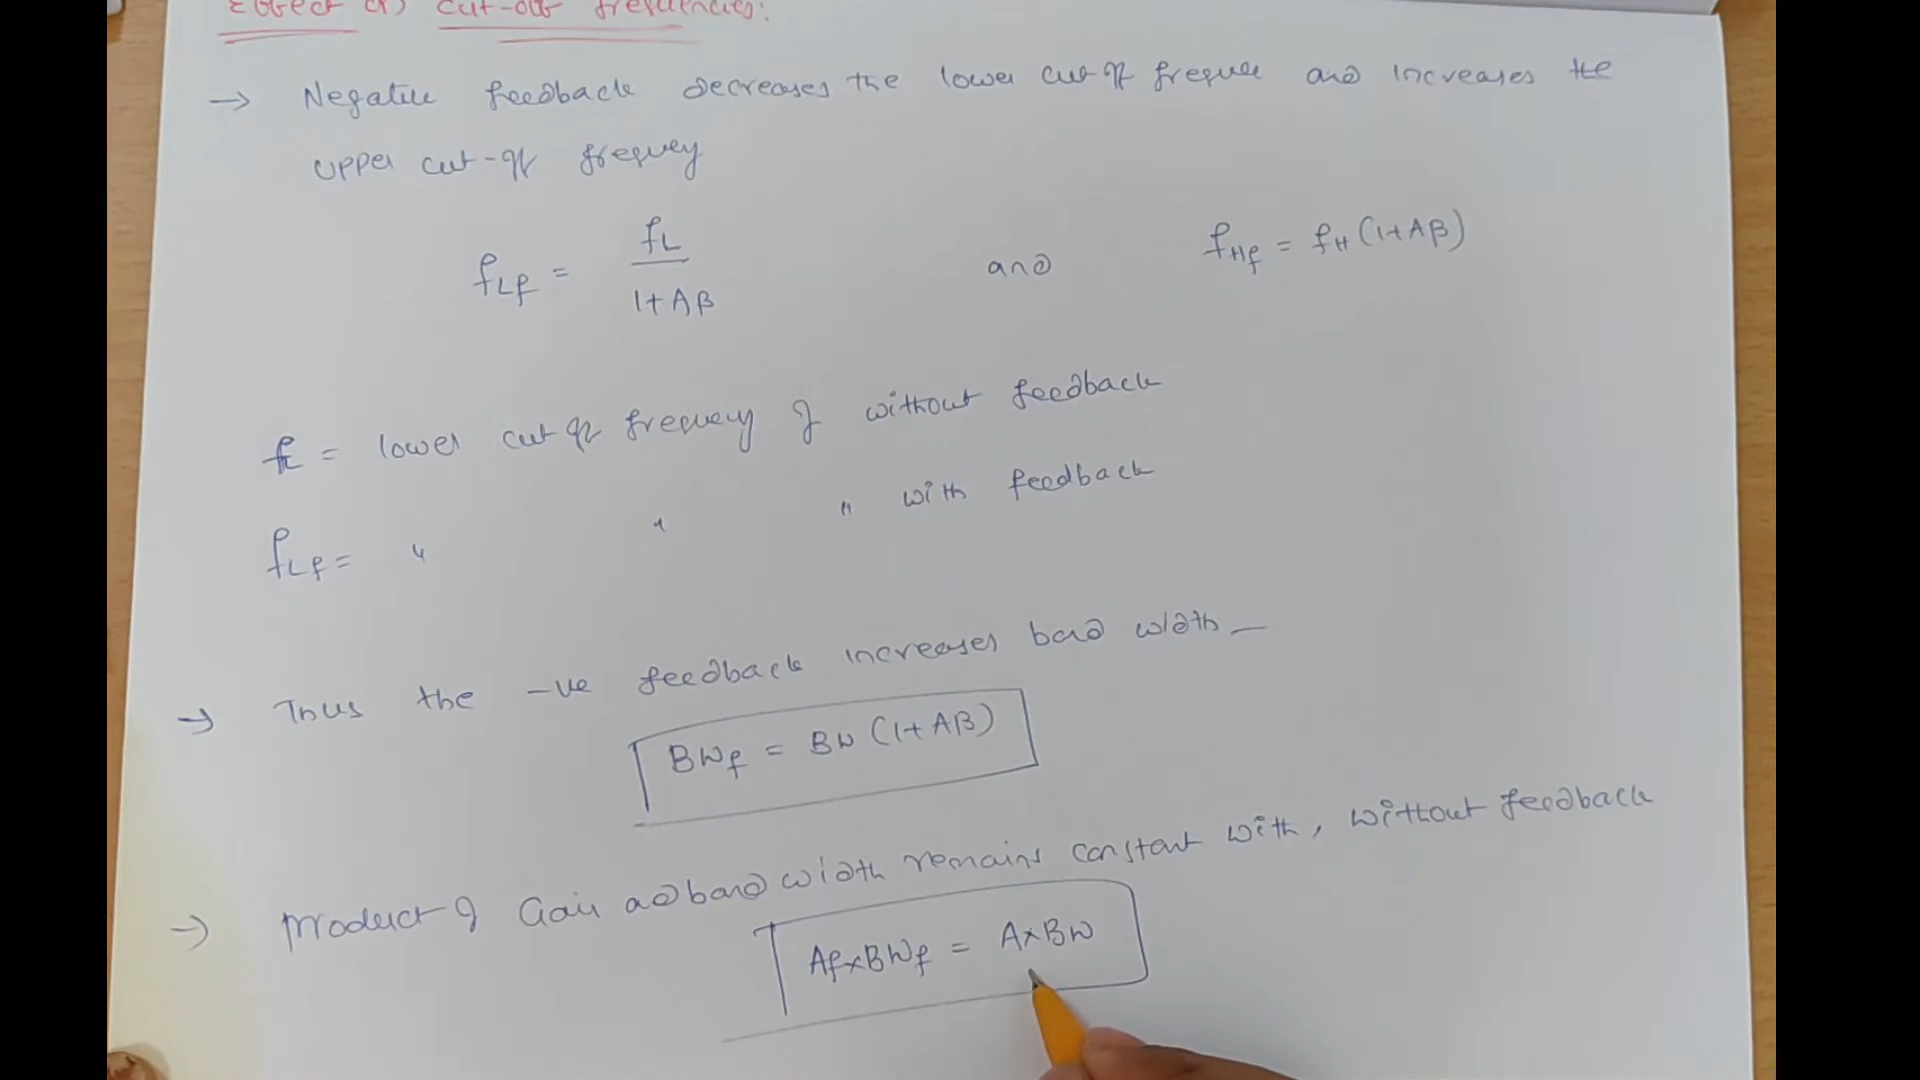 Effect on cut-off frequencies:
→ Negative feedback decreases the lower cut off frequence and increases the
upper cut-off frequency
fLf = fL / 1+Aβ and fHf = fH (1+Aβ)
fL = lower cut off frequency of without feedback
fLf = " " " with feedback
→ Thus the -ve feedback increases band width —
BWf = BW (1+Aβ)
→ Product of Gain ad band width remains constant with, without feedback
Af×BWf = A×BW